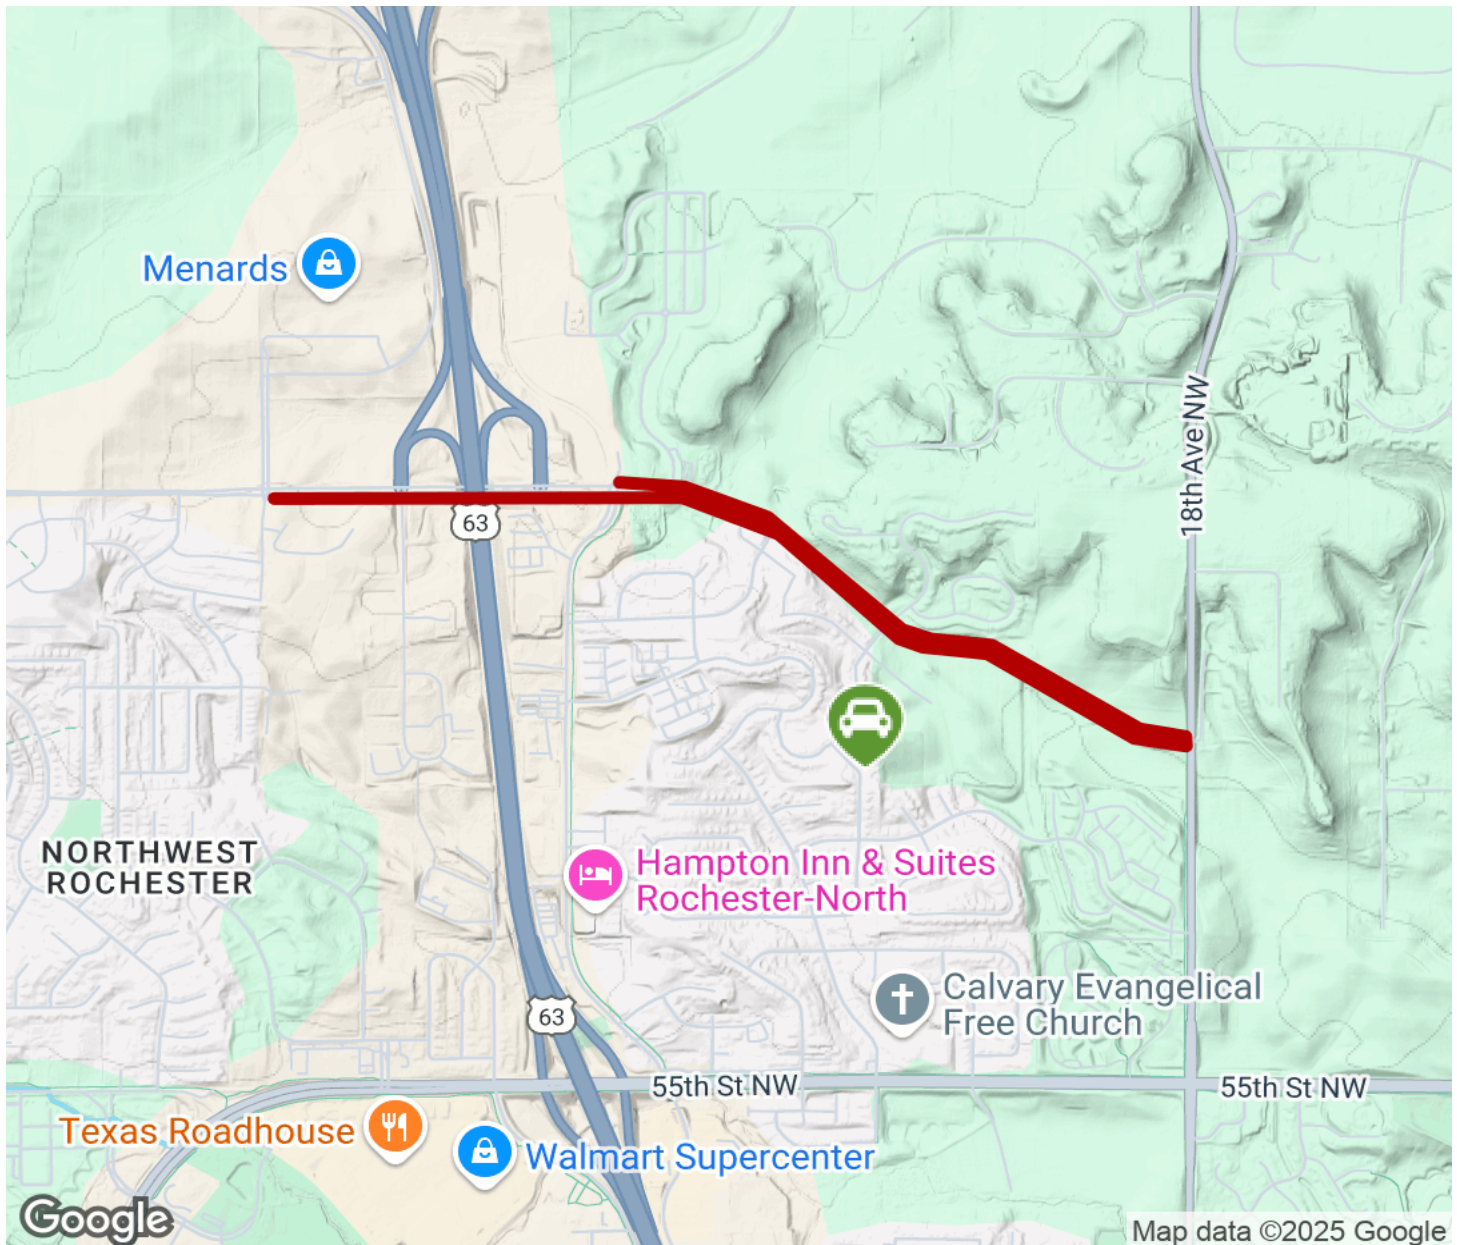 Menards
18th Ave NW
63
NORTHWEST
ROCHESTER
Hampton Inn & Suites
Rochester-North
Calvary Evangelical
Free Church
63
55th St NW
55th St NW
Texas Roadhouse
Walmart Supercenter
Google
Map data ©2025 Google